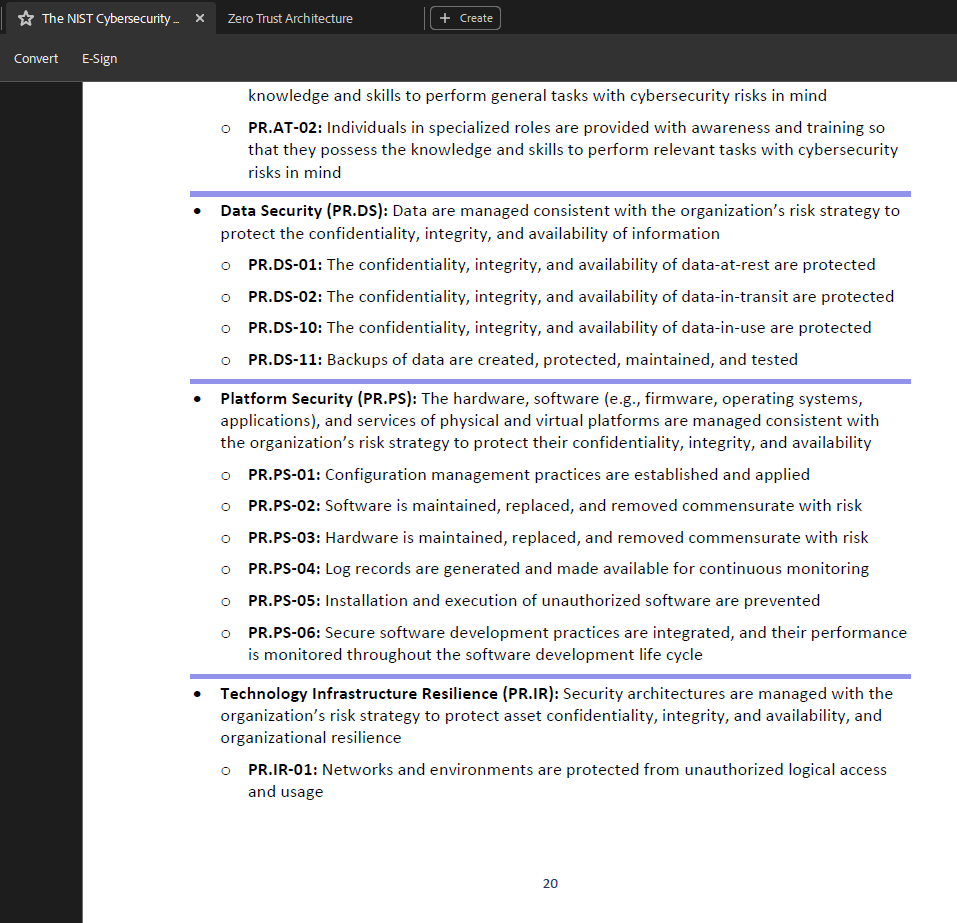 The NIST Cybersecurity ...
Zero Trust Architecture
Create
Convert
E-Sign
knowledge and skills to perform general tasks with cybersecurity risks in mind
○ PR.AT-02: Individuals in specialized roles are provided with awareness and training so
that they possess the knowledge and skills to perform relevant tasks with cybersecurity
risks in mind
• Data Security (PR.DS): Data are managed consistent with the organization’s risk strategy to
protect the confidentiality, integrity, and availability of information
○ PR.DS-01: The confidentiality, integrity, and availability of data-at-rest are protected
○ PR.DS-02: The confidentiality, integrity, and availability of data-in-transit are protected
○ PR.DS-10: The confidentiality, integrity, and availability of data-in-use are protected
○ PR.DS-11: Backups of data are created, protected, maintained, and tested
• Platform Security (PR.PS): The hardware, software (e.g., firmware, operating systems,
applications), and services of physical and virtual platforms are managed consistent with
the organization’s risk strategy to protect their confidentiality, integrity, and availability
○ PR.PS-01: Configuration management practices are established and applied
○ PR.PS-02: Software is maintained, replaced, and removed commensurate with risk
○ PR.PS-03: Hardware is maintained, replaced, and removed commensurate with risk
○ PR.PS-04: Log records are generated and made available for continuous monitoring
○ PR.PS-05: Installation and execution of unauthorized software are prevented
○ PR.PS-06: Secure software development practices are integrated, and their performance
is monitored throughout the software development life cycle
• Technology Infrastructure Resilience (PR.IR): Security architectures are managed with the
organization’s risk strategy to protect asset confidentiality, integrity, and availability, and
organizational resilience
○ PR.IR-01: Networks and environments are protected from unauthorized logical access
and usage
20